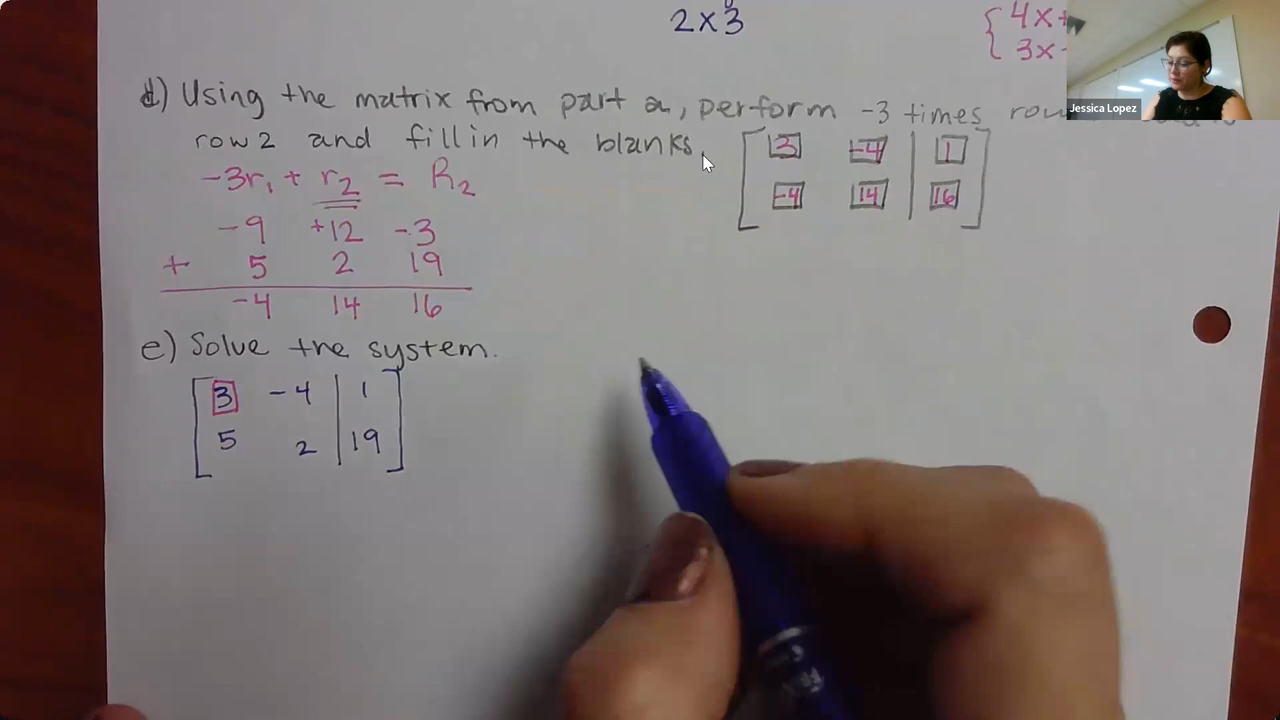 2x3
{ 4x+
3x-
Jessica Lopez
d) Using the matrix from part a, perform -3 times row
row 2 and fill in the blanks.
[ 3 -4 | 1 ]
[ -4 14 | 16 ]
-3r₁ + r₂ = R₂
-9 +12 -3
+ 5 2 19
-4 14 16
e) Solve the system.
[ 3 -4 | 1 ]
[ 5 2 | 19 ]